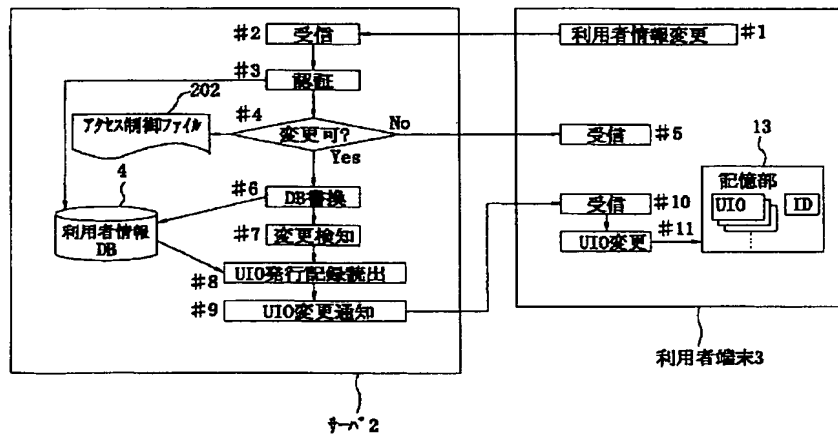 #2 受信
利用者情報変更 #1
#3 認証
202
アクセス制御ファイル
#4 変更可?
No
Yes
受信 #5
13
記憶部
UIO ID
4
利用者情報
DB
#6 DB書換
受信 #10
#7 変更検知
UIO変更 #11
#8 UIO発行記録読出
#9 UIO変更通知
利用者端末3
サーバ2